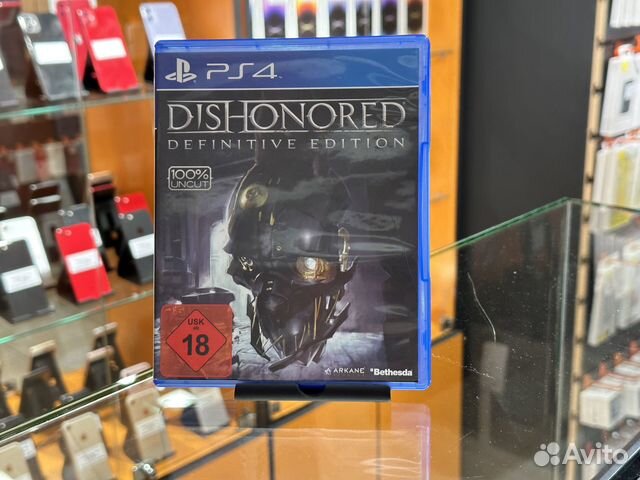 PS4
DISHONORED
DEFINITIVE EDITION
100%
UNCUT
USK
ab
18
ARKANE
Bethesda
Avito